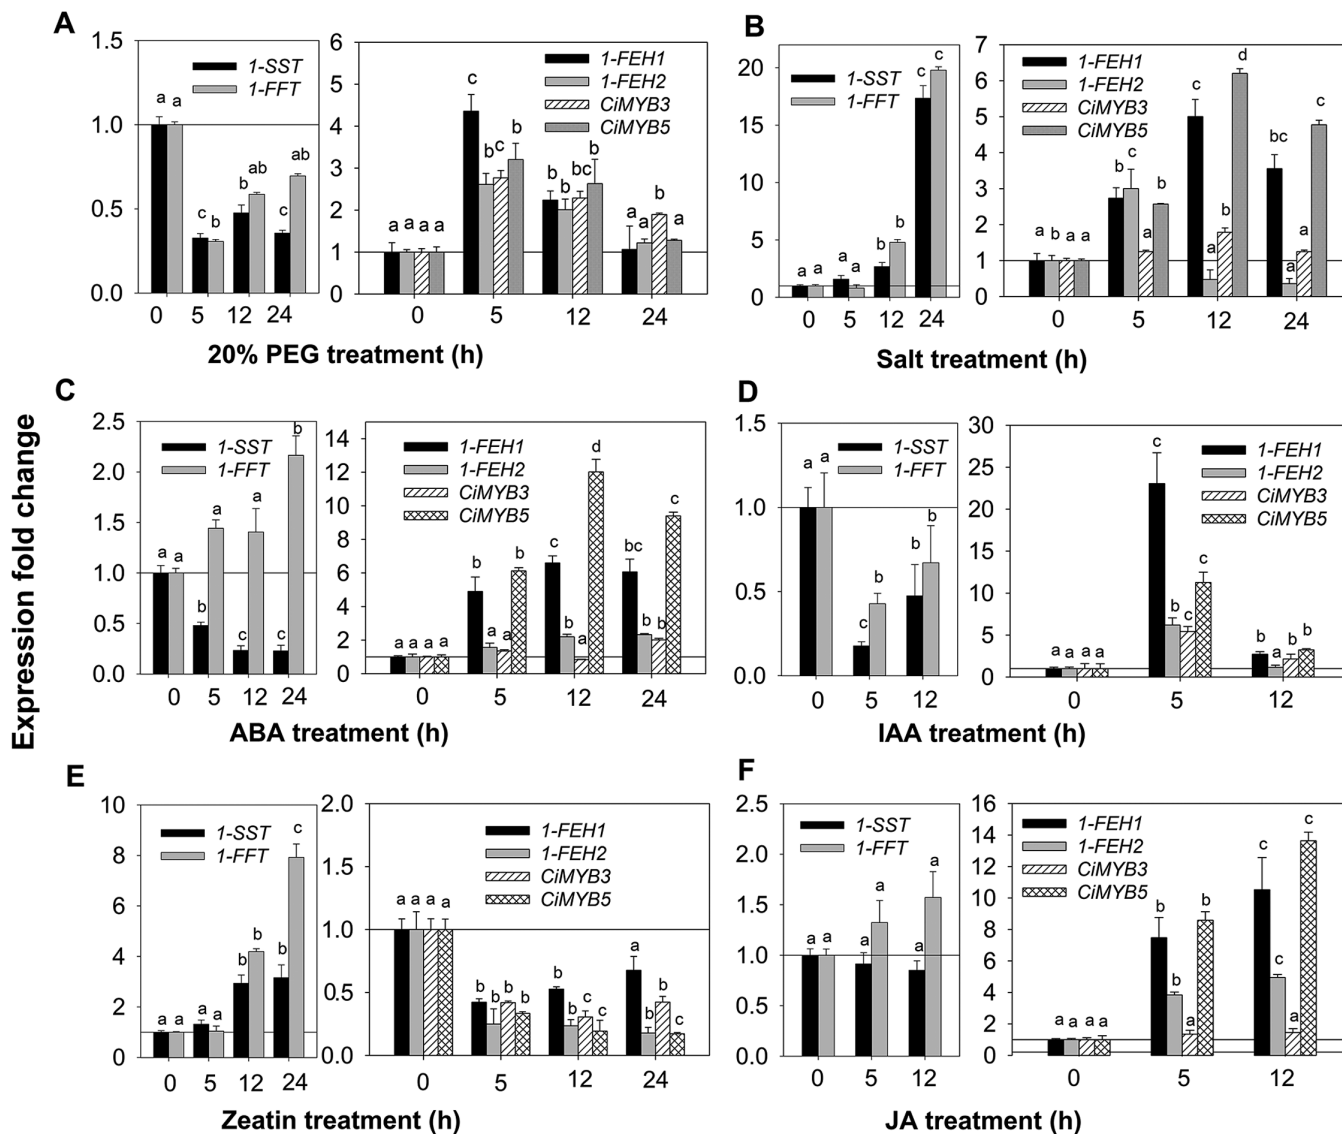 A
1.5
1.0
0.5
0.0
1-SST
1-FFT
a a
c b
b ab
c ab
0 5 12 24
6
5
4
3
2
1
0
1-FEH1
1-FEH2
CiMYB3
CiMYB5
a a a a
c b c b
b b bc b
a a b a
0 5 12 24
20% PEG treatment (h)
B
20
15
10
5
0
1-SST
1-FFT
a a
a a
b b
c c
0 5 12 24
7
6
5
4
3
2
1
0
1-FEH1
1-FEH2
CiMYB3
CiMYB5
a b a a
b c a b
c a b d
bc a a c
0 5 12 24
Salt treatment (h)
Expression fold change
C
2.5
2.0
1.5
1.0
0.5
0.0
1-SST
1-FFT
a a
b a
c a
c b
0 5 12 24
14
12
10
8
6
4
2
1
0
1-FEH1
1-FEH2
CiMYB3
CiMYB5
a a a a
b a a b
c b a d
bc b b c
0 5 12 24
ABA treatment (h)
D
1.5
1.0
0.5
0.0
1-SST
1-FFT
a a
c b
b b
0 5 12
30
25
20
15
10
5
1
0
1-FEH1
1-FEH2
CiMYB3
CiMYB5
a a a a
c b c c
b a b b
0 5 12
IAA treatment (h)
E
10
8
6
4
2
1
0
1-SST
1-FFT
a a
a a
b b
b c
0 5 12 24
2.0
1.5
1.0
0.5
0.0
1-FEH1
1-FEH2
CiMYB3
CiMYB5
a a a a
b b b b
b b c c
a b b c
0 5 12 24
Zeatin treatment (h)
F
2.5
2.0
1.5
1.0
0.5
0.0
1-SST
1-FFT
a a
a a
a a
0 5 12
16
14
12
10
8
6
4
2
1
0
1-FEH1
1-FEH2
CiMYB3
CiMYB5
a a a a
b b a b
c c a c
0 5 12
JA treatment (h)